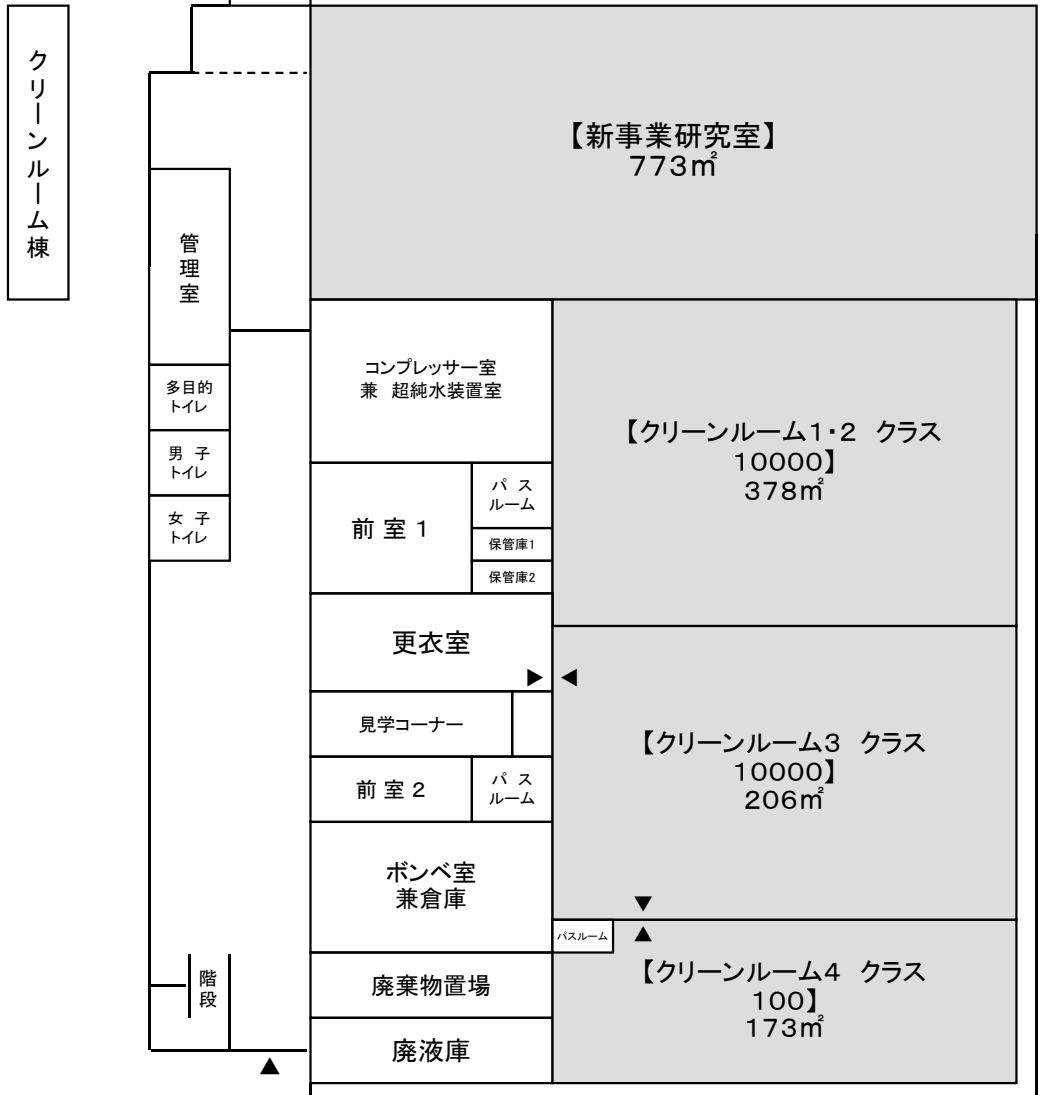 クリーンルーム棟
【新事業研究室】
773㎡
管理室
多目的
トイレ
男 子
トイレ
女 子
トイレ
コンプレッサー室
兼 超純水装置室
【クリーンルーム1・2 クラス
10000】
378㎡
前 室 1
パ ス
ルーム
保管庫1
保管庫2
更衣室
見学コーナー
【クリーンルーム3 クラス
10000】
206㎡
前 室 2
パ ス
ルーム
ボンベ室
兼倉庫
パスルーム
階段
廃棄物置場
【クリーンルーム4 クラス
100】
173㎡
廃液庫